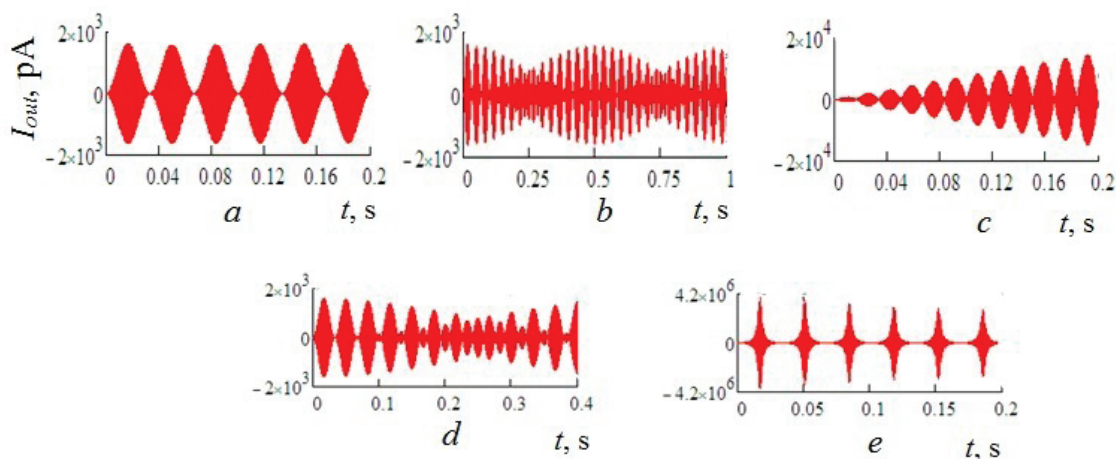 I_out, pA
2×10³
0
−2×10³
0 0.04 0.08 0.12 0.16 0.2
a t, s
2×10³
0
−2×10³
0 0.25 0.5 0.75 1
b t, s
2×10⁴
0
−2×10⁴
0 0.04 0.08 0.12 0.16 0.2
c t, s
2×10³
0
−2×10³
0 0.1 0.2 0.3 0.4
d t, s
4.2×10⁶
0
−4.2×10⁶
0 0.05 0.1 0.15 0.2
e t, s